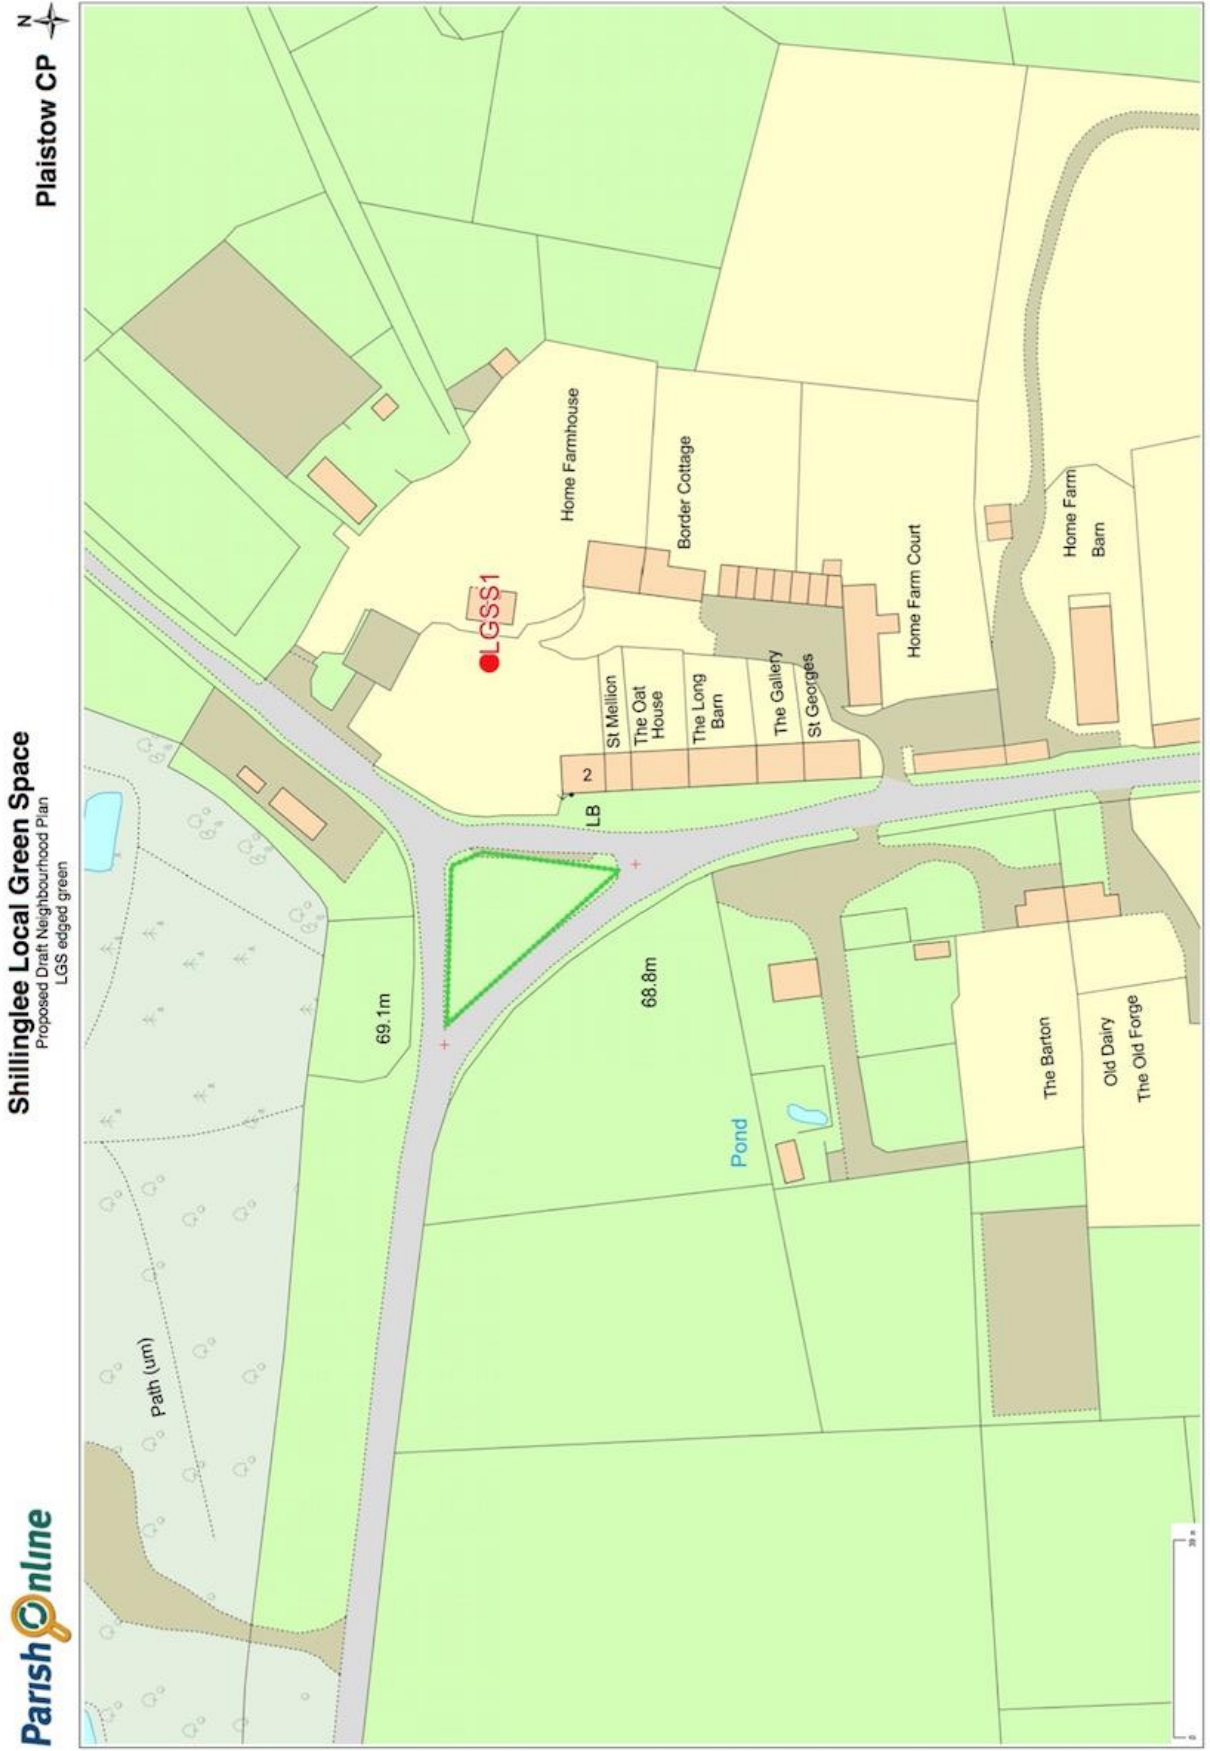 Parish Online
Shillinglee Local Green Space
Proposed Draft Neighbourhood Plan
LGS edged green
Plaistow CP
N
Path (um)
69.1m
LGSS1
Home Farmhouse
LB
2
St Mellion
The Oat
House
Border Cottage
68.8m
The Long
Barn
Pond
The Gallery
St Georges
Home Farm Court
The Barton
Home Farm
Barn
Old Dairy
The Old Forge
0